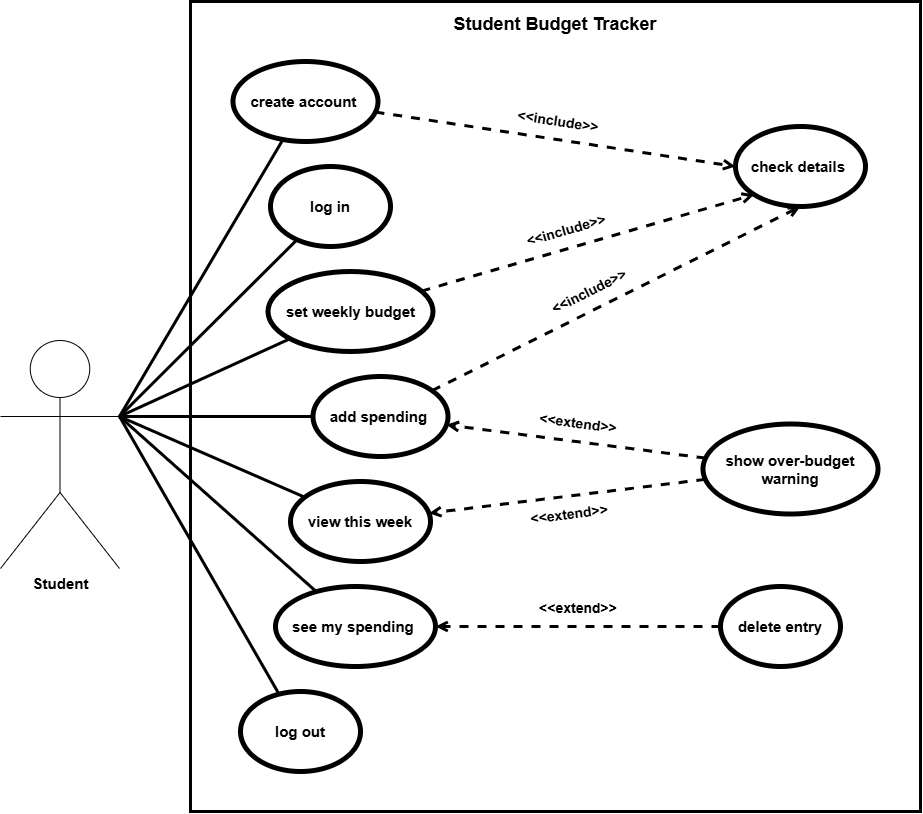 Student Budget Tracker
create account
<<include>>
check details
log in
<<include>>
set weekly budget
<<include>>
add spending
<<extend>>
show over-budget
warning
view this week
<<extend>>
Student
see my spending
<<extend>>
delete entry
log out